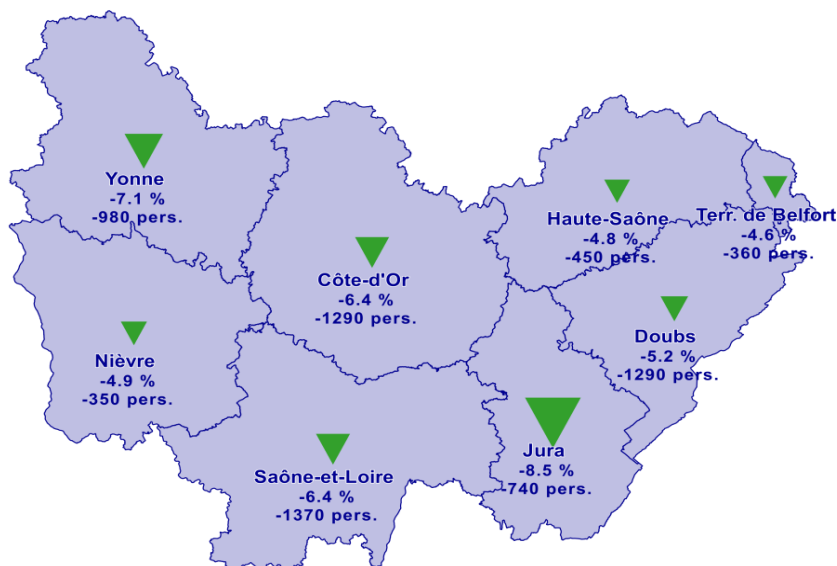 Yonne
-7.1 %
-980 pers.
Haute-Saône
-4.8 %
-450 pers.
Terr. de Belfort
-4.6 %
-360 pers.
Côte-d'Or
-6.4 %
-1290 pers.
Doubs
-5.2 %
-1290 pers.
Nièvre
-4.9 %
-350 pers.
Jura
-8.5 %
-740 pers.
Saône-et-Loire
-6.4 %
-1370 pers.